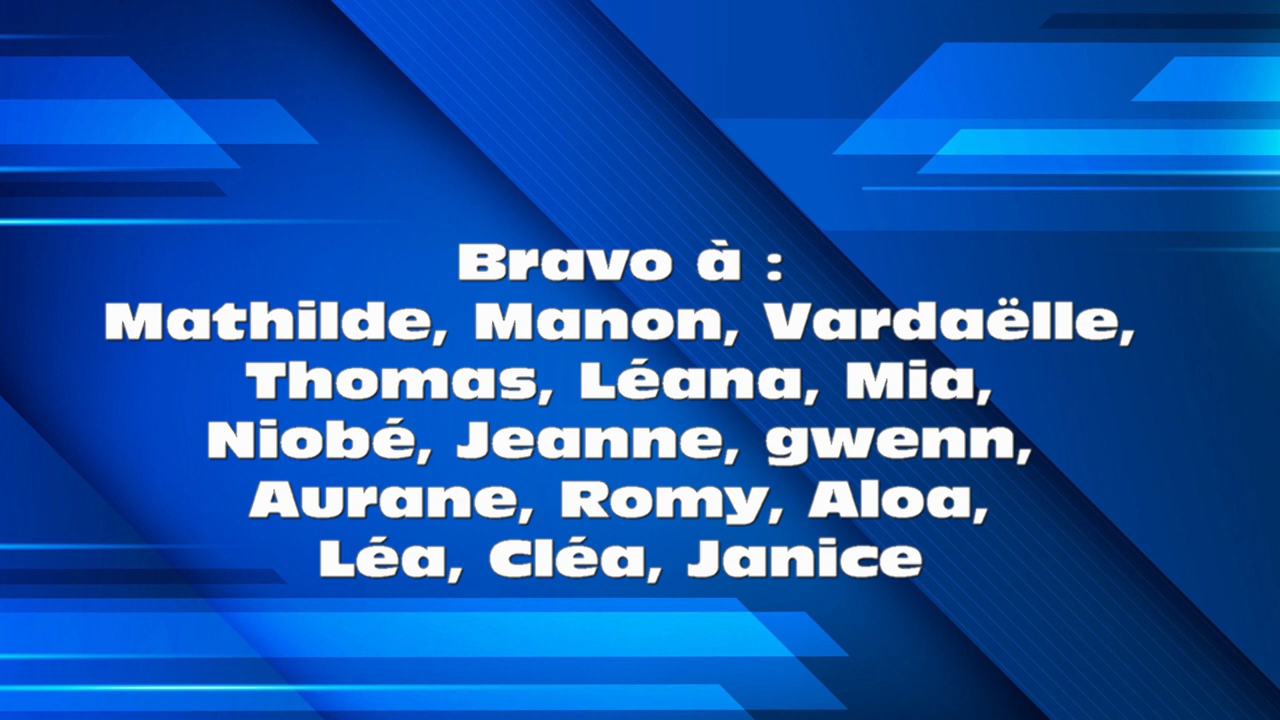 Bravo à :
Mathilde, Manon, Vardaëlle,
Thomas, Léana, Mia,
Niobé, Jeanne, gwenn,
Aurane, Romy, Aloa,
Léa, Cléa, Janice